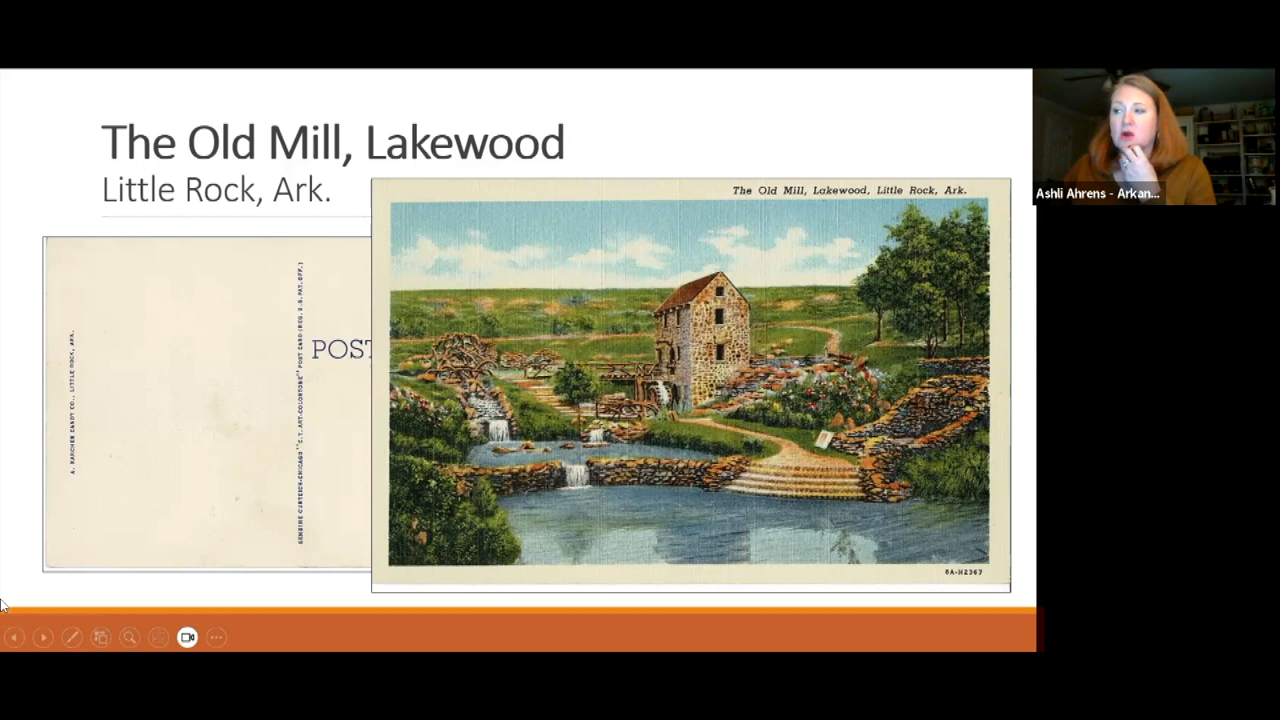 The Old Mill, Lakewood
Little Rock, Ark.
The Old Mill, Lakewood, Little Rock, Ark.
A. KARCHER CANDY CO., LITTLE ROCK, ARK.
GENUINE CURTEICH-CHICAGO "C.T. ART-COLORTONE" POST CARD (REG. U.S. PAT. OFF.)
POST
8A-H2367
Ashli Ahrens - Arkan...